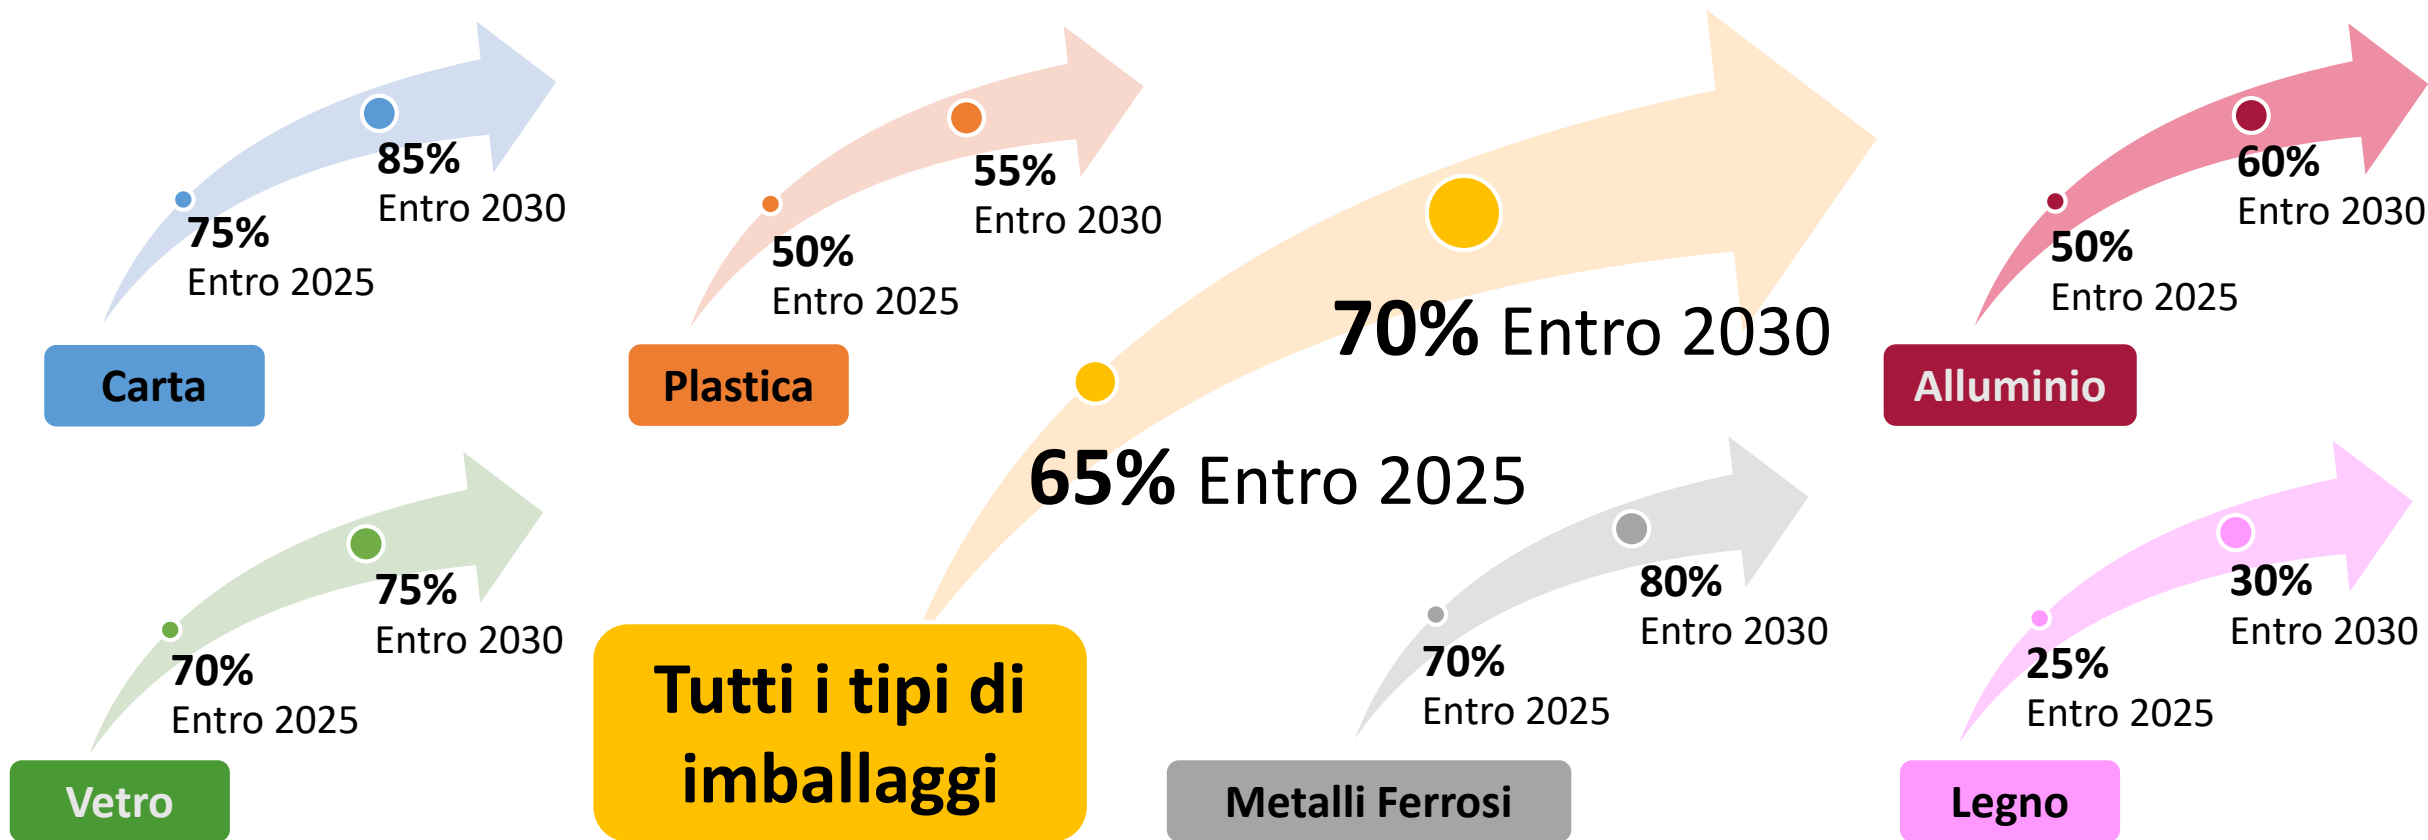 85%
Entro 2030
75%
Entro 2025
Carta
55%
Entro 2030
50%
Entro 2025
Plastica
70% Entro 2030
65% Entro 2025
Tutti i tipi di
imballaggi
60%
Entro 2030
50%
Entro 2025
Alluminio
75%
Entro 2030
70%
Entro 2025
Vetro
80%
Entro 2030
70%
Entro 2025
Metalli Ferrosi
30%
Entro 2030
25%
Entro 2025
Legno